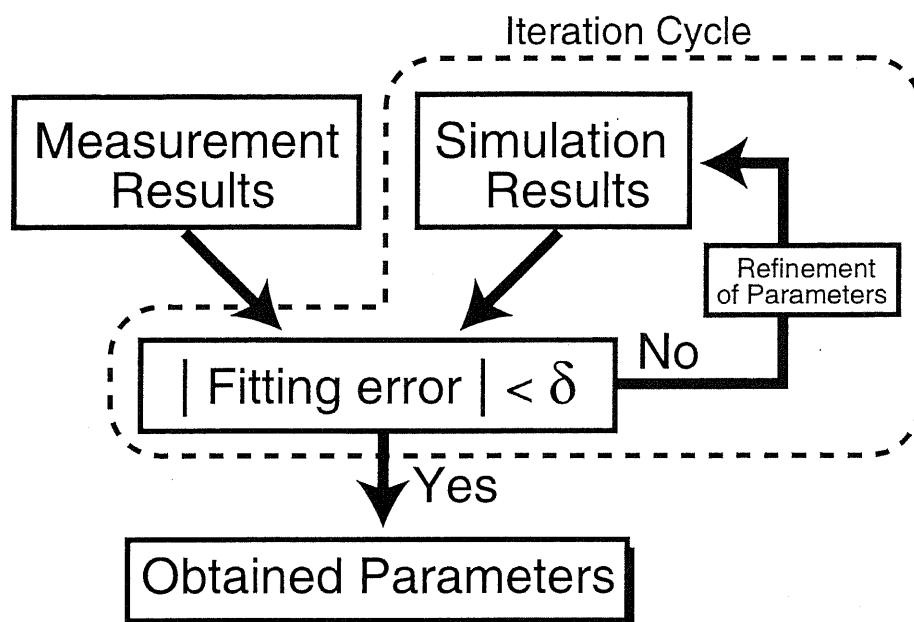 Iteration Cycle
Measurement
Results
Simulation
Results
Refinement
of Parameters
| Fitting error | < δ
No
Yes
Obtained Parameters